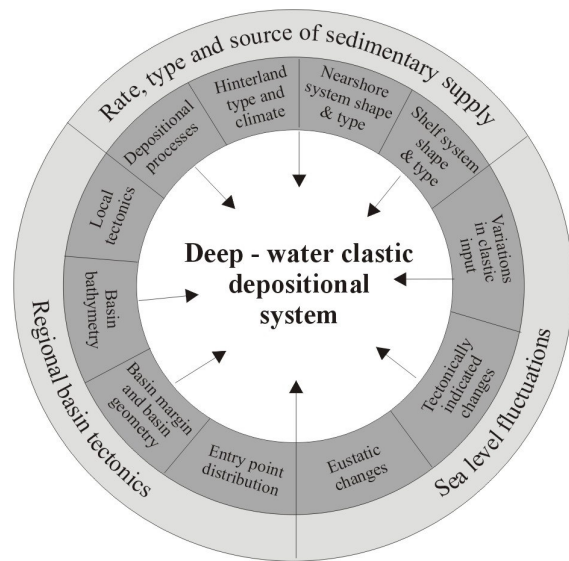 Rate, type and source of sedimentary supply
Hinterland
type and
climate
Nearshore
system shape
& type
Shelf system
shape
& type
Depositional
processes
Local
tectonics
Variations
in clastic
input
Deep - water clastic
depositional
system
Basin
bathymetry
Basin margin
and basin
geometry
Tectonically
indicated
changes
Entry point
distribution
Eustatic
changes
Regional basin tectonics
Sea level fluctuations